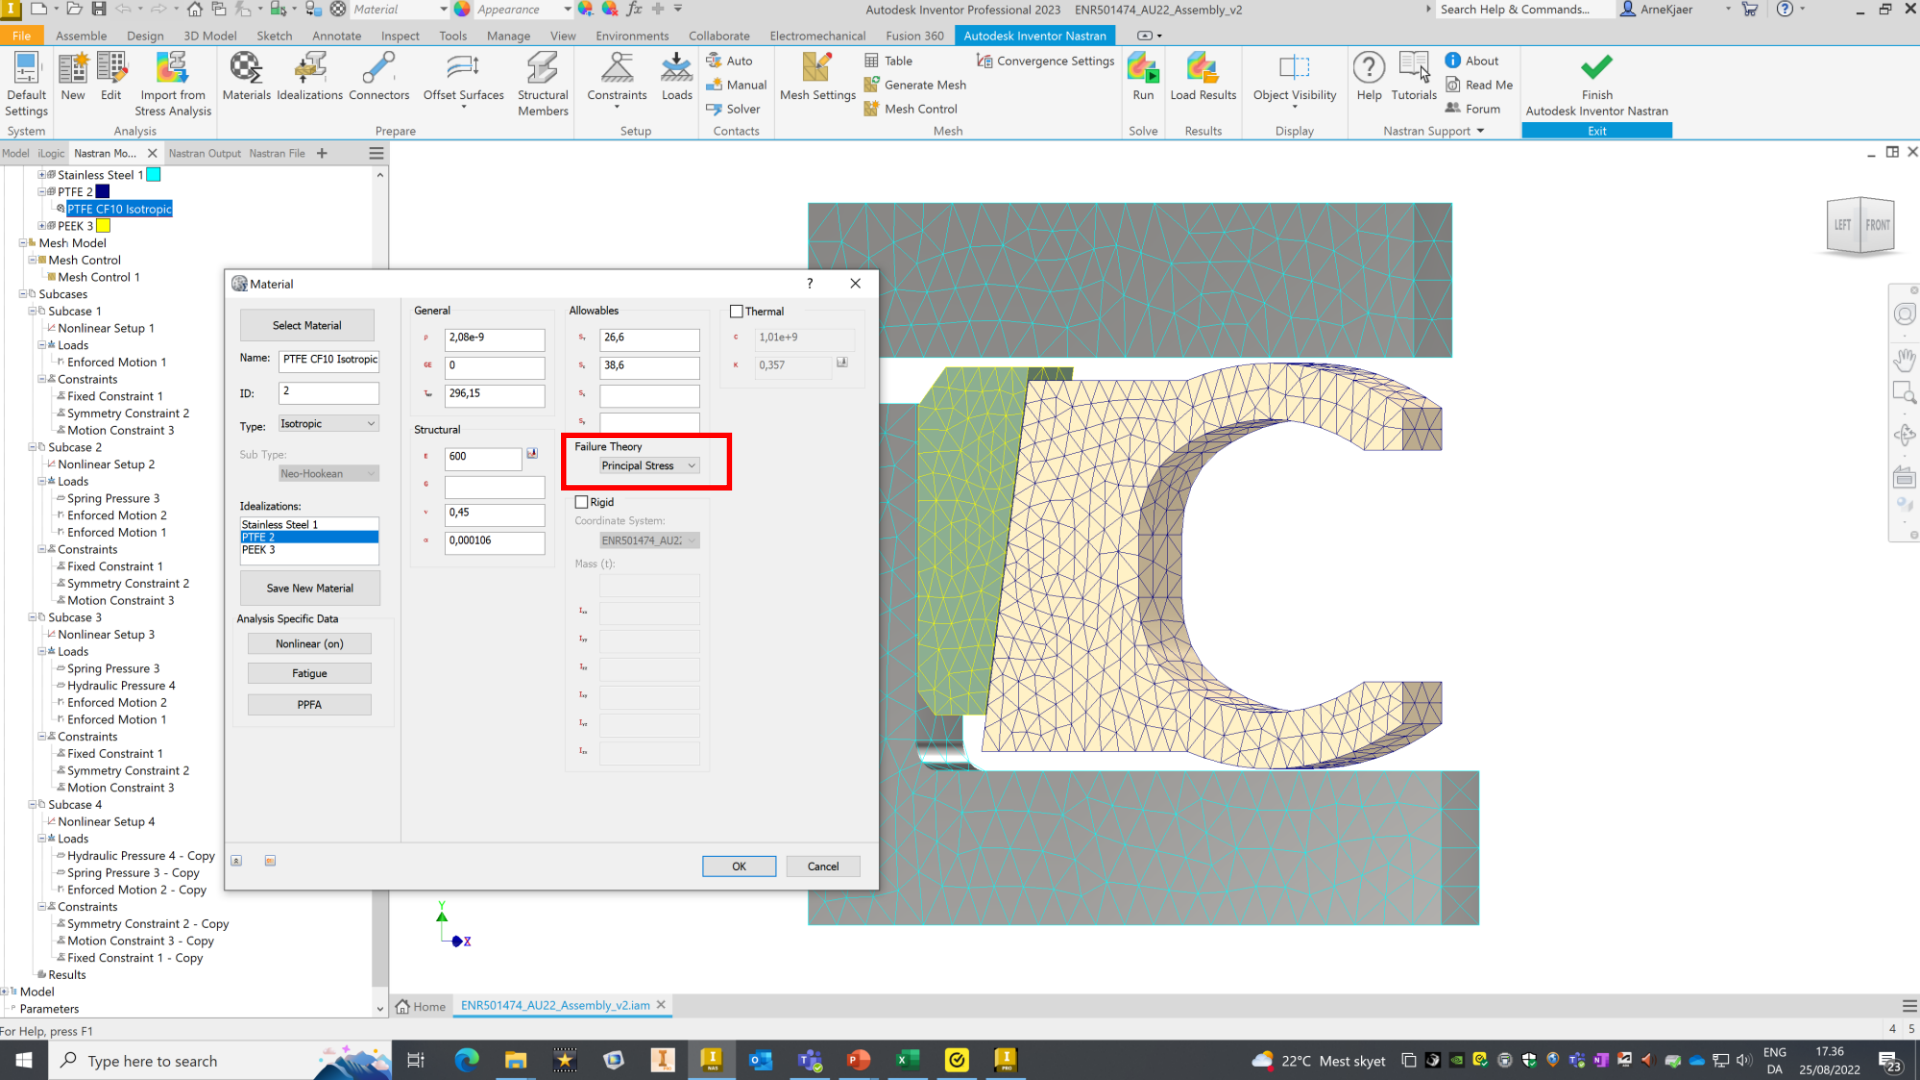 Material
Appearance
Autodesk Inventor Professional 2023 ENR501474_AU22_Assembly_v2
Search Help & Commands...
ArneKjaer
File Assemble Design 3D Model Sketch Annotate Inspect Tools Manage View Environments Collaborate Electromechanical Fusion 360 Autodesk Inventor Nastran
Default Settings
New
Edit
Import from Stress Analysis
Materials
Idealizations
Connectors
Offset Surfaces
Structural Members
Constraints
Loads
Auto
Manual
Solver
Mesh Settings
Table
Generate Mesh
Mesh Control
Convergence Settings
Run
Load Results
Object Visibility
Help
Tutorials
About
Read Me
Forum
Finish
Autodesk Inventor Nastran
System Analysis Prepare Setup Contacts Mesh Solve Results Display Nastran Support Exit
Model iLogic Nastran Mo... Nastran Output Nastran File
Stainless Steel 1
PTFE 2
PTFE CF10 Isotropic
PEEK 3
Mesh Model
Mesh Control
Mesh Control 1
Subcases
Subcase 1
Nonlinear Setup 1
Loads
Enforced Motion 1
Constraints
Fixed Constraint 1
Symmetry Constraint 2
Motion Constraint 3
Subcase 2
Nonlinear Setup 2
Loads
Spring Pressure 3
Enforced Motion 2
Enforced Motion 1
Constraints
Fixed Constraint 1
Symmetry Constraint 2
Motion Constraint 3
Subcase 3
Nonlinear Setup 3
Loads
Spring Pressure 3
Hydraulic Pressure 4
Enforced Motion 2
Enforced Motion 1
Constraints
Fixed Constraint 1
Symmetry Constraint 2
Motion Constraint 3
Subcase 4
Nonlinear Setup 4
Loads
Hydraulic Pressure 4 - Copy
Spring Pressure 3 - Copy
Enforced Motion 2 - Copy
Constraints
Symmetry Constraint 2 - Copy
Motion Constraint 3 - Copy
Fixed Constraint 1 - Copy
Results
Model
Parameters
Material
Select Material
Name: PTFE CF10 Isotropic
ID: 2
Type: Isotropic
Sub Type:
Neo-Hookean
Idealizations:
Stainless Steel 1
PTFE 2
PEEK 3
Save New Material
Analysis Specific Data
Nonlinear (on)
Fatigue
PPFA
General
2,08e-9
GE 0
296,15
Structural
E 600
G
0,45
0,000106
Allowables
26,6
38,6
Failure Theory
Principal Stress
Rigid
Coordinate System:
ENR501474_AU2
Mass (t):
Thermal
C 1,01e+9
K 0,357
OK
Cancel
LEFT FRONT
Y
X
Home ENR501474_AU22_Assembly_v2.iam
For Help, press F1
4 5
Type here to search
22°C Mest skyet
ENG
DA
17.36
25/08/2022
23